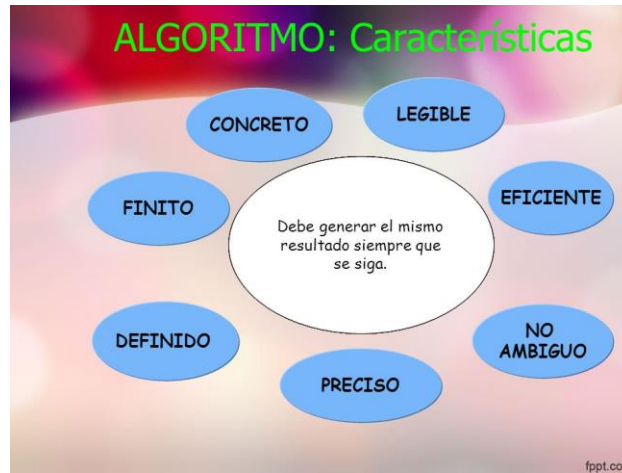 ALGORITMO: Características
CONCRETO
LEGIBLE
FINITO
EFICIENTE
Debe generar el mismo
resultado siempre que
se siga.
DEFINIDO
NO
AMBIGUO
PRECISO
fppt.co